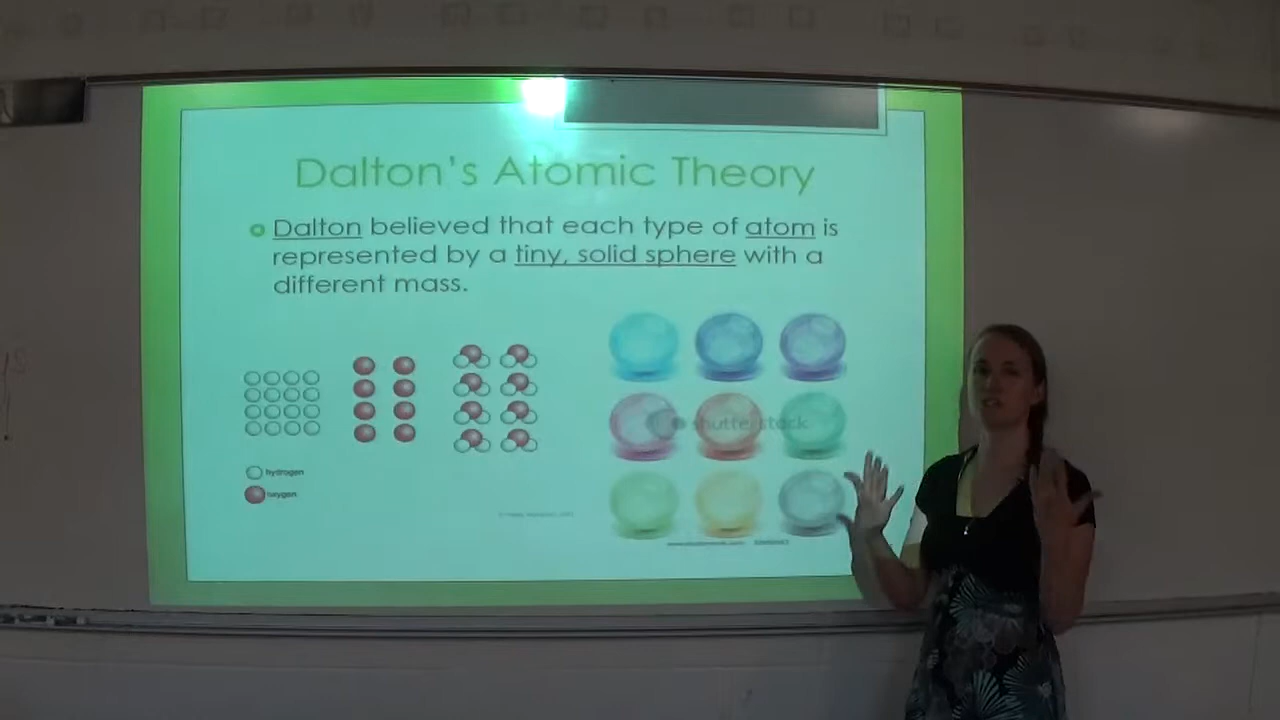 Dalton's Atomic Theory
Dalton believed that each type of atom is
represented by a tiny, solid sphere with a
different mass.
shutterstock
hydrogen
oxygen